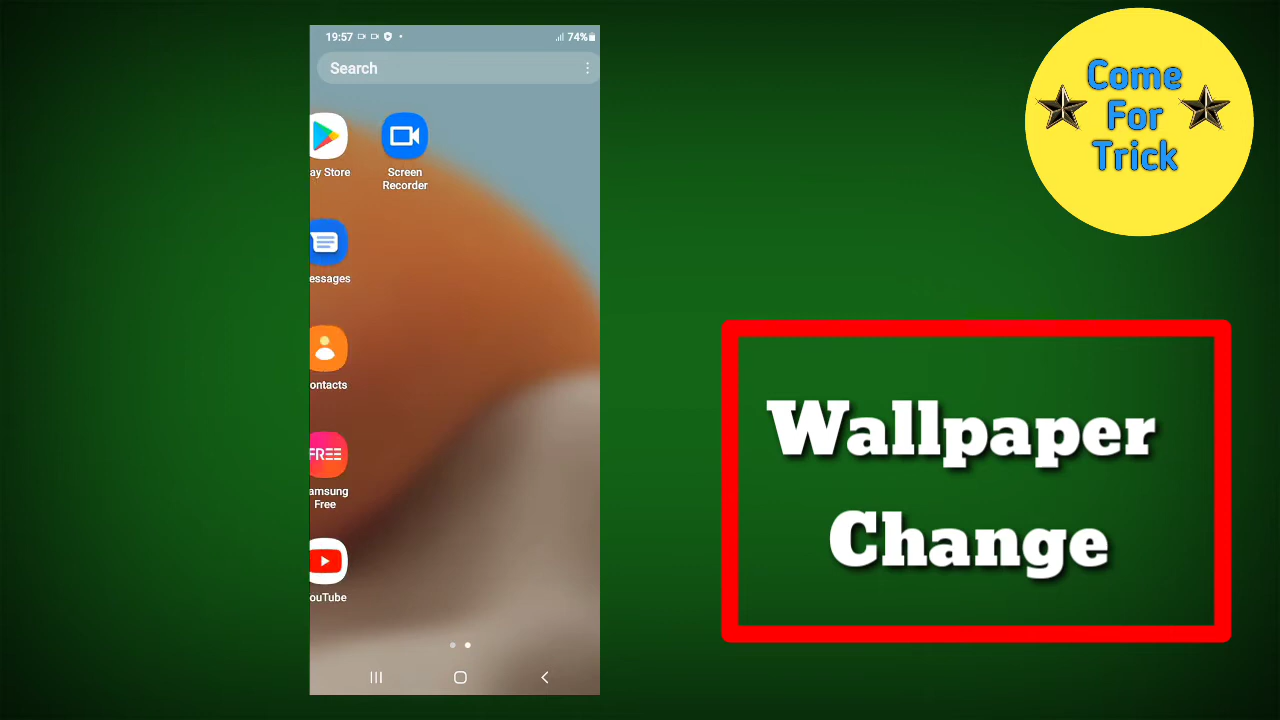 19:57
74%
Search
ay Store
Screen
Recorder
essages
ontacts
FREE
amsung
Free
ouTube
Come
For
Trick
Wallpaper
Change